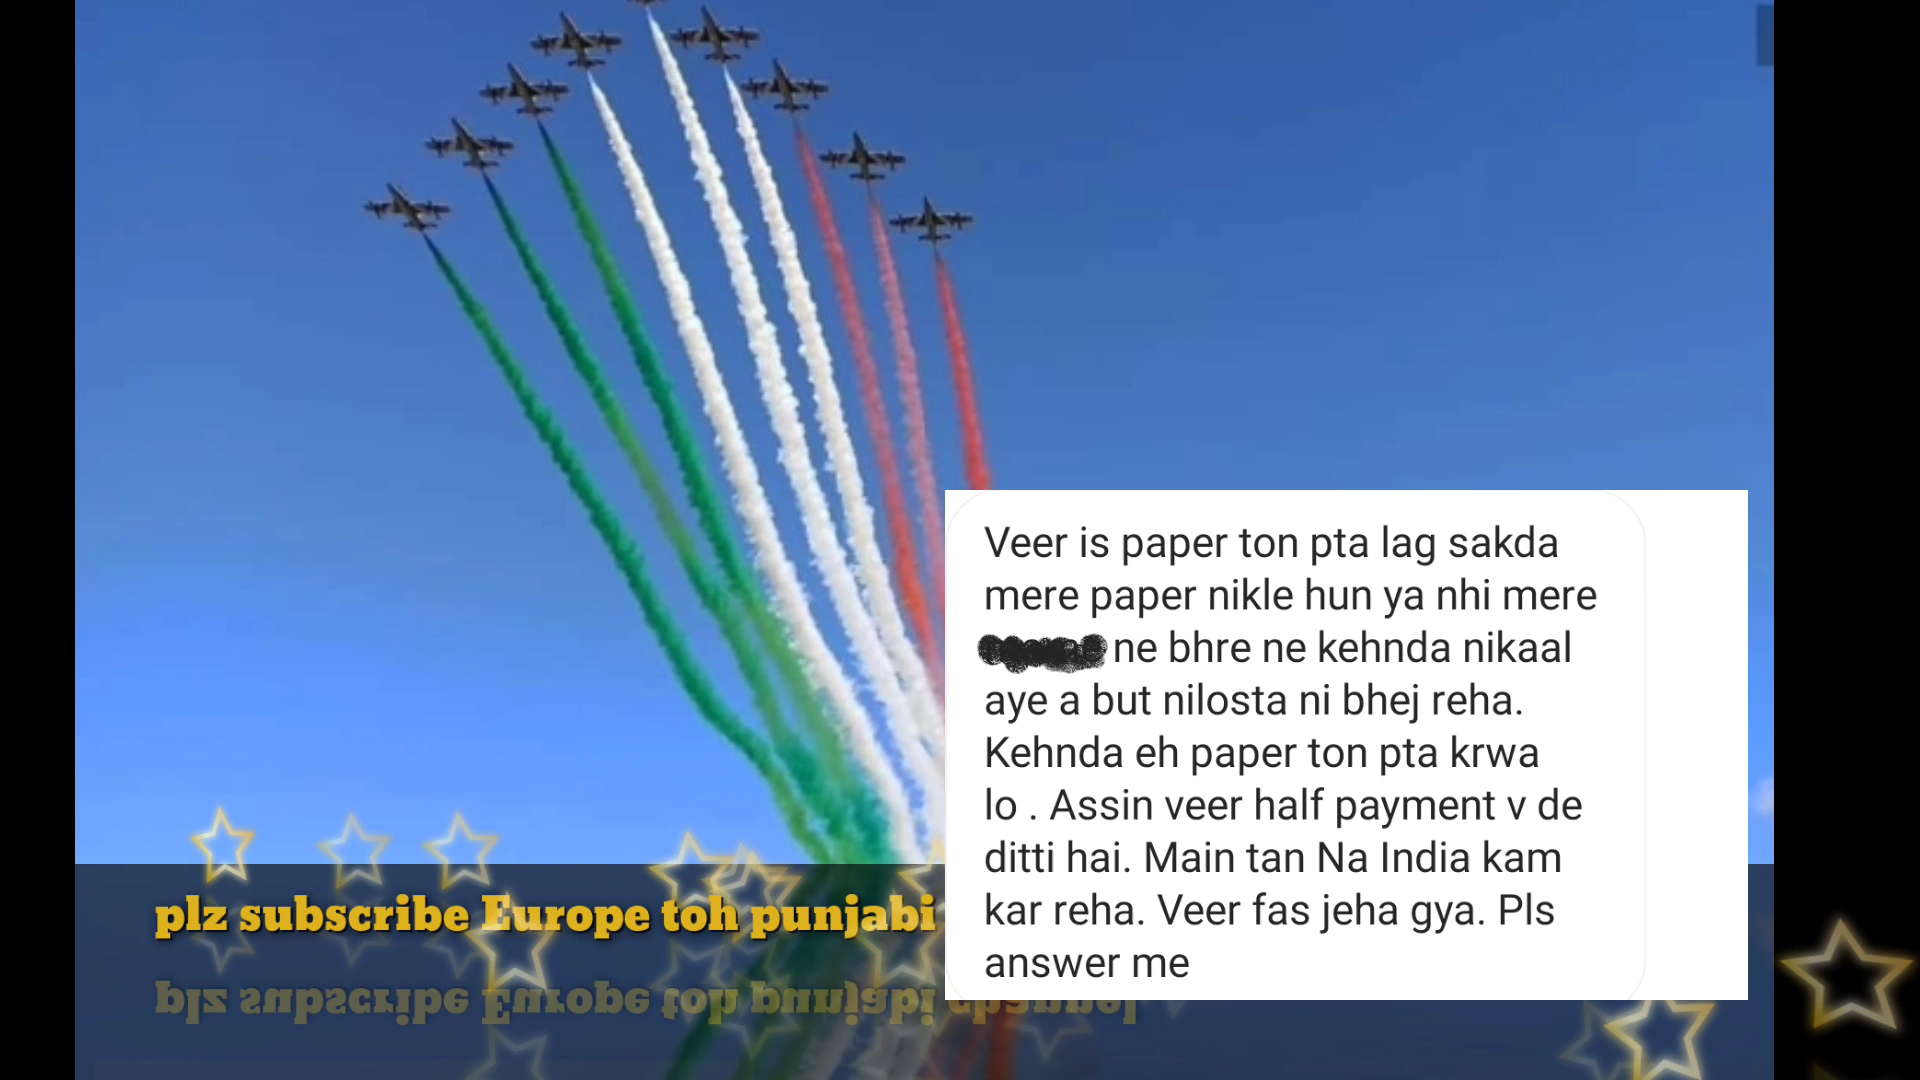 Veer is paper ton pta lag sakda
mere paper nikle hun ya nhi mere
ne bhre ne kehnda nikaal
aye a but nilosta ni bhej reha.
Kehnda eh paper ton pta krwa
lo . Assin veer half payment v de
ditti hai. Main tan Na India kam
kar reha. Veer fas jeha gya. Pls
answer me
plz subscribe Europe toh punjabi